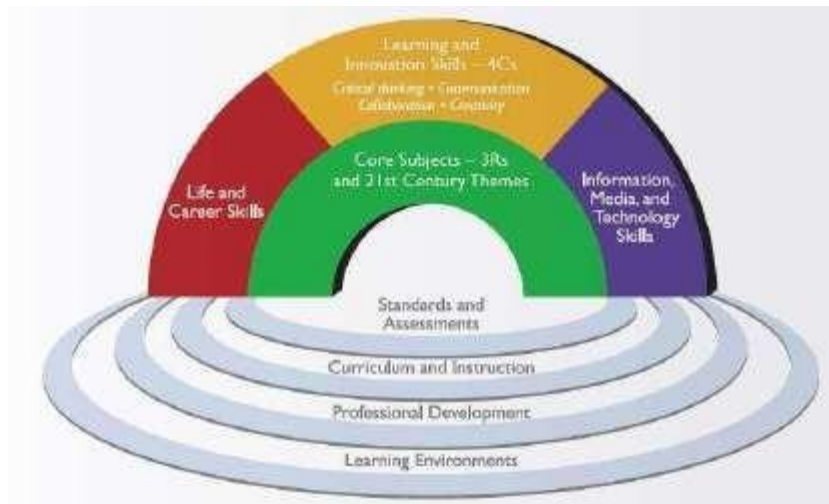 Learning and
Innovation Skills – 4Cs
Critical thinking • Communication
Collaboration • Creativity
Core Subjects – 3Rs
and 21st Century Themes
Life and
Career Skills
Information,
Media, and
Technology
Skills
Standards and
Assessments
Curriculum and Instruction
Professional Development
Learning Environments